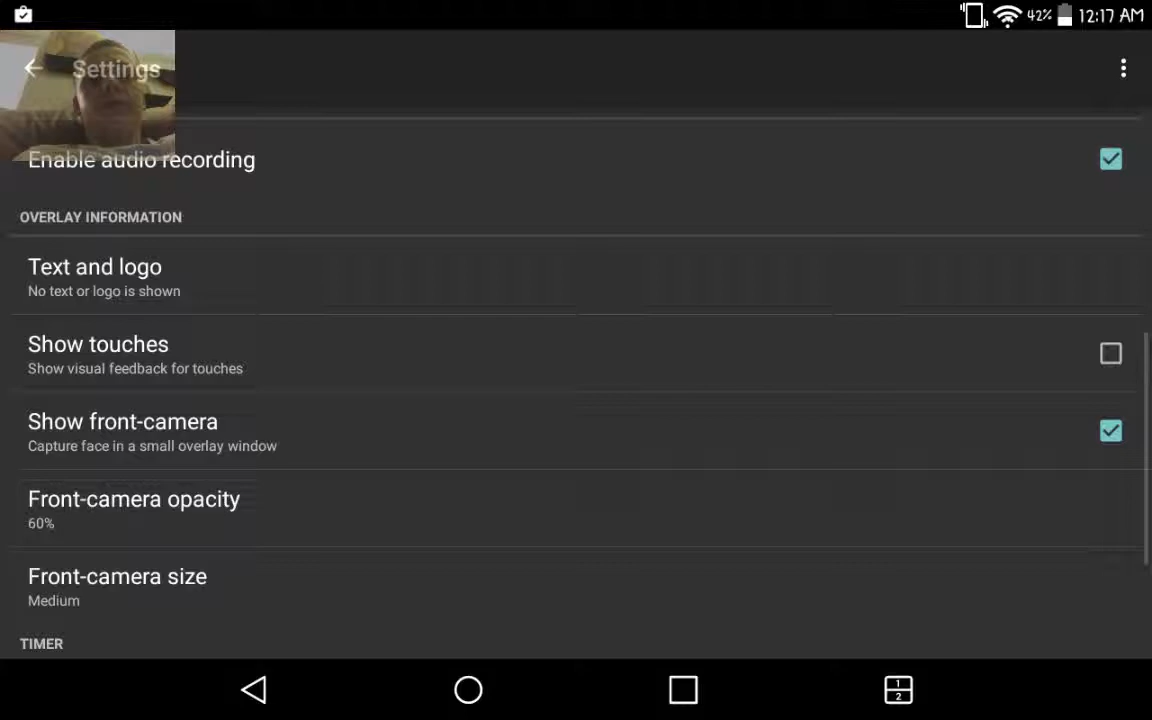 42% 12:17 AM
Settings
Enable audio recording
OVERLAY INFORMATION
Text and logo
No text or logo is shown
Show touches
Show visual feedback for touches
Show front-camera
Capture face in a small overlay window
Front-camera opacity
60%
Front-camera size
Medium
TIMER
1
2